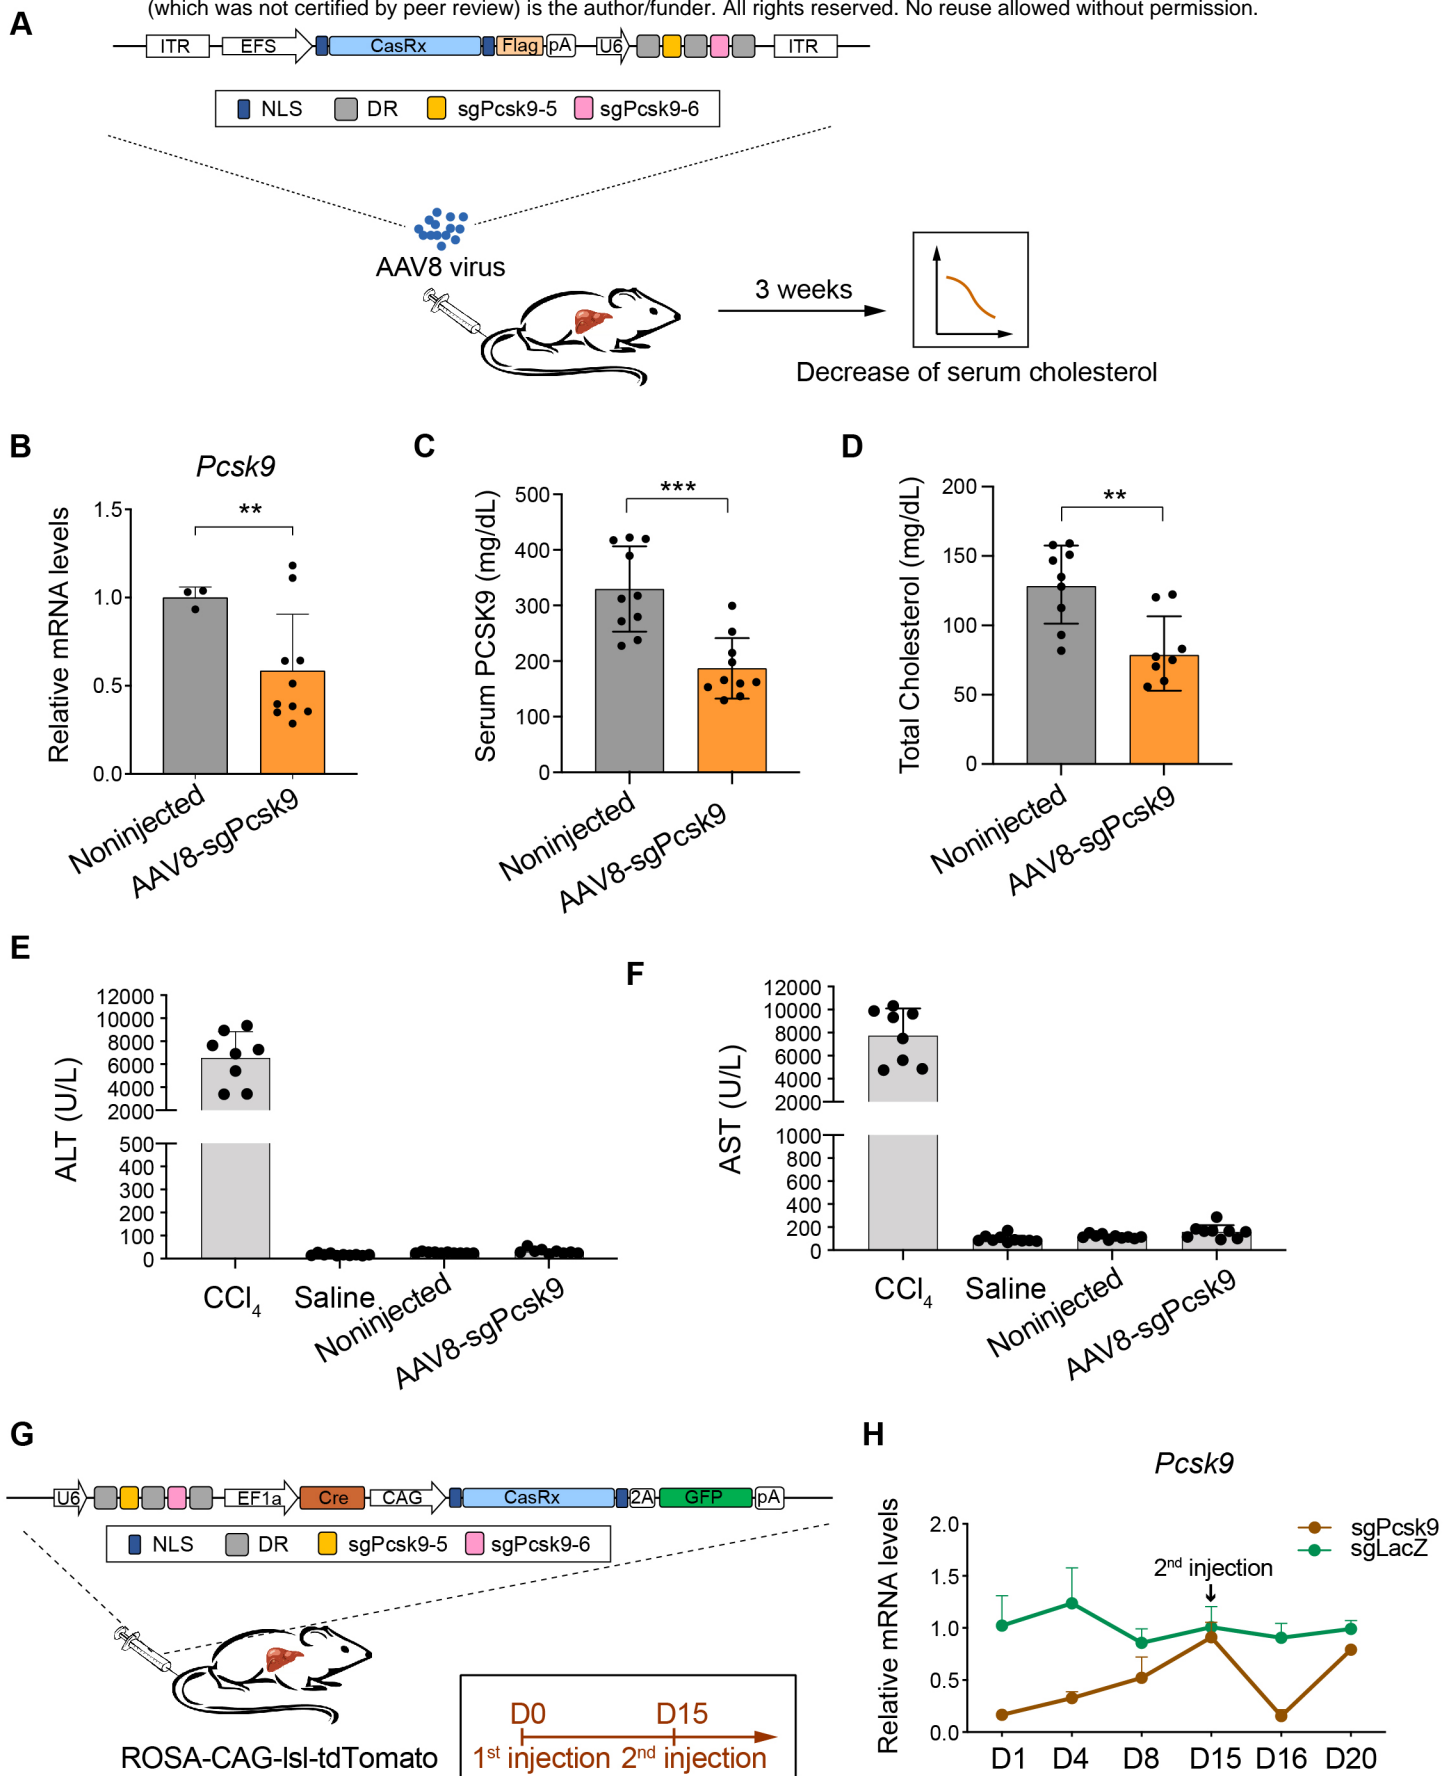 (which was not certified by peer review) is the author/funder. All rights reserved. No reuse allowed without permission.
A
ITR EFS CasRx Flag pA U6 ITR
NLS DR sgPcsk9-5 sgPcsk9-6
AAV8 virus
3 weeks
Decrease of serum cholesterol
B
Pcsk9
**
Relative mRNA levels
1.5
1.0
0.5
0.0
Noninjected
AAV8-sgPcsk9
C
***
Serum PCSK9 (mg/dL)
500
400
300
200
100
0
Noninjected
AAV8-sgPcsk9
D
**
Total Cholesterol (mg/dL)
200
150
100
50
0
Noninjected
AAV8-sgPcsk9
E
ALT (U/L)
12000
10000
8000
6000
4000
2000
500
400
300
200
100
0
CCl4
Saline
Noninjected
AAV8-sgPcsk9
F
AST (U/L)
12000
10000
8000
6000
4000
2000
1000
800
600
400
200
0
CCl4
Saline
Noninjected
AAV8-sgPcsk9
G
U6 EF1a Cre CAG CasRx 2A GFP pA
NLS DR sgPcsk9-5 sgPcsk9-6
ROSA-CAG-lsl-tdTomato
D0 D15
1st injection 2nd injection
H
Pcsk9
Relative mRNA levels
2.0
1.5
1.0
0.5
0.0
sgPcsk9
sgLacZ
2nd injection
D1 D4 D8 D15 D16 D20